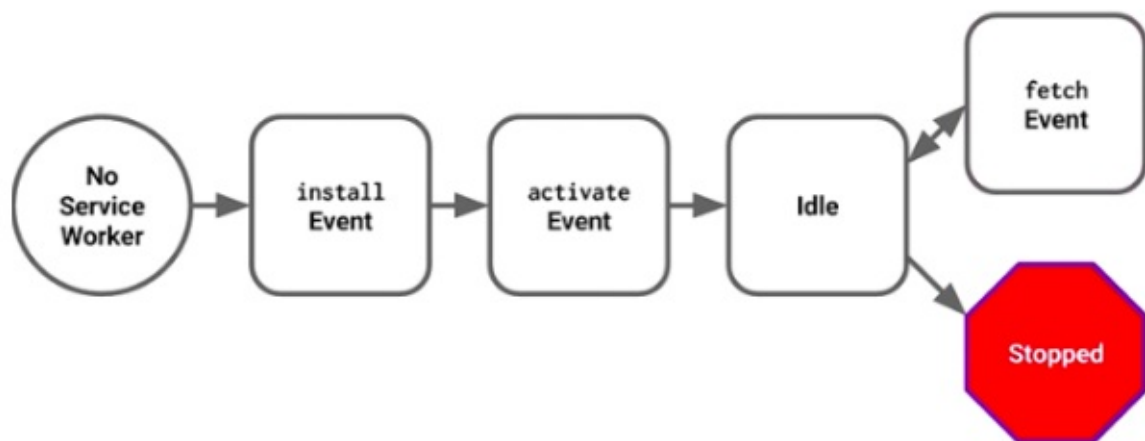 No
Service
Worker
install
Event
activate
Event
Idle
fetch
Event
Stopped